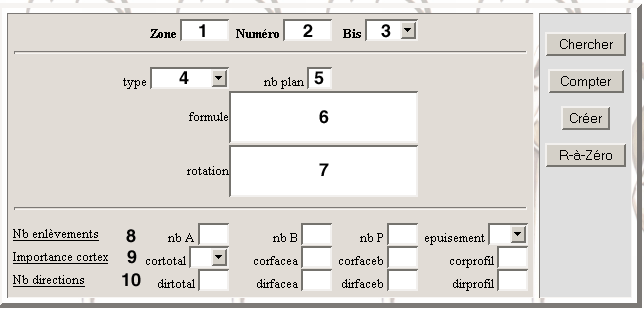 Zone 1 Numéro 2 Bis 3
type 4 nb plan 5
formule 6
rotation 7
Nb enlèvements 8 nb A nb B nb P epuisement
Importance cortex 9 cortotal corfacea corfaceb corprofil
Nb directions 10 dirtotal dirfacea dirfaceb dirprofil
Chercher
Compter
Créer
R-à-Zéro